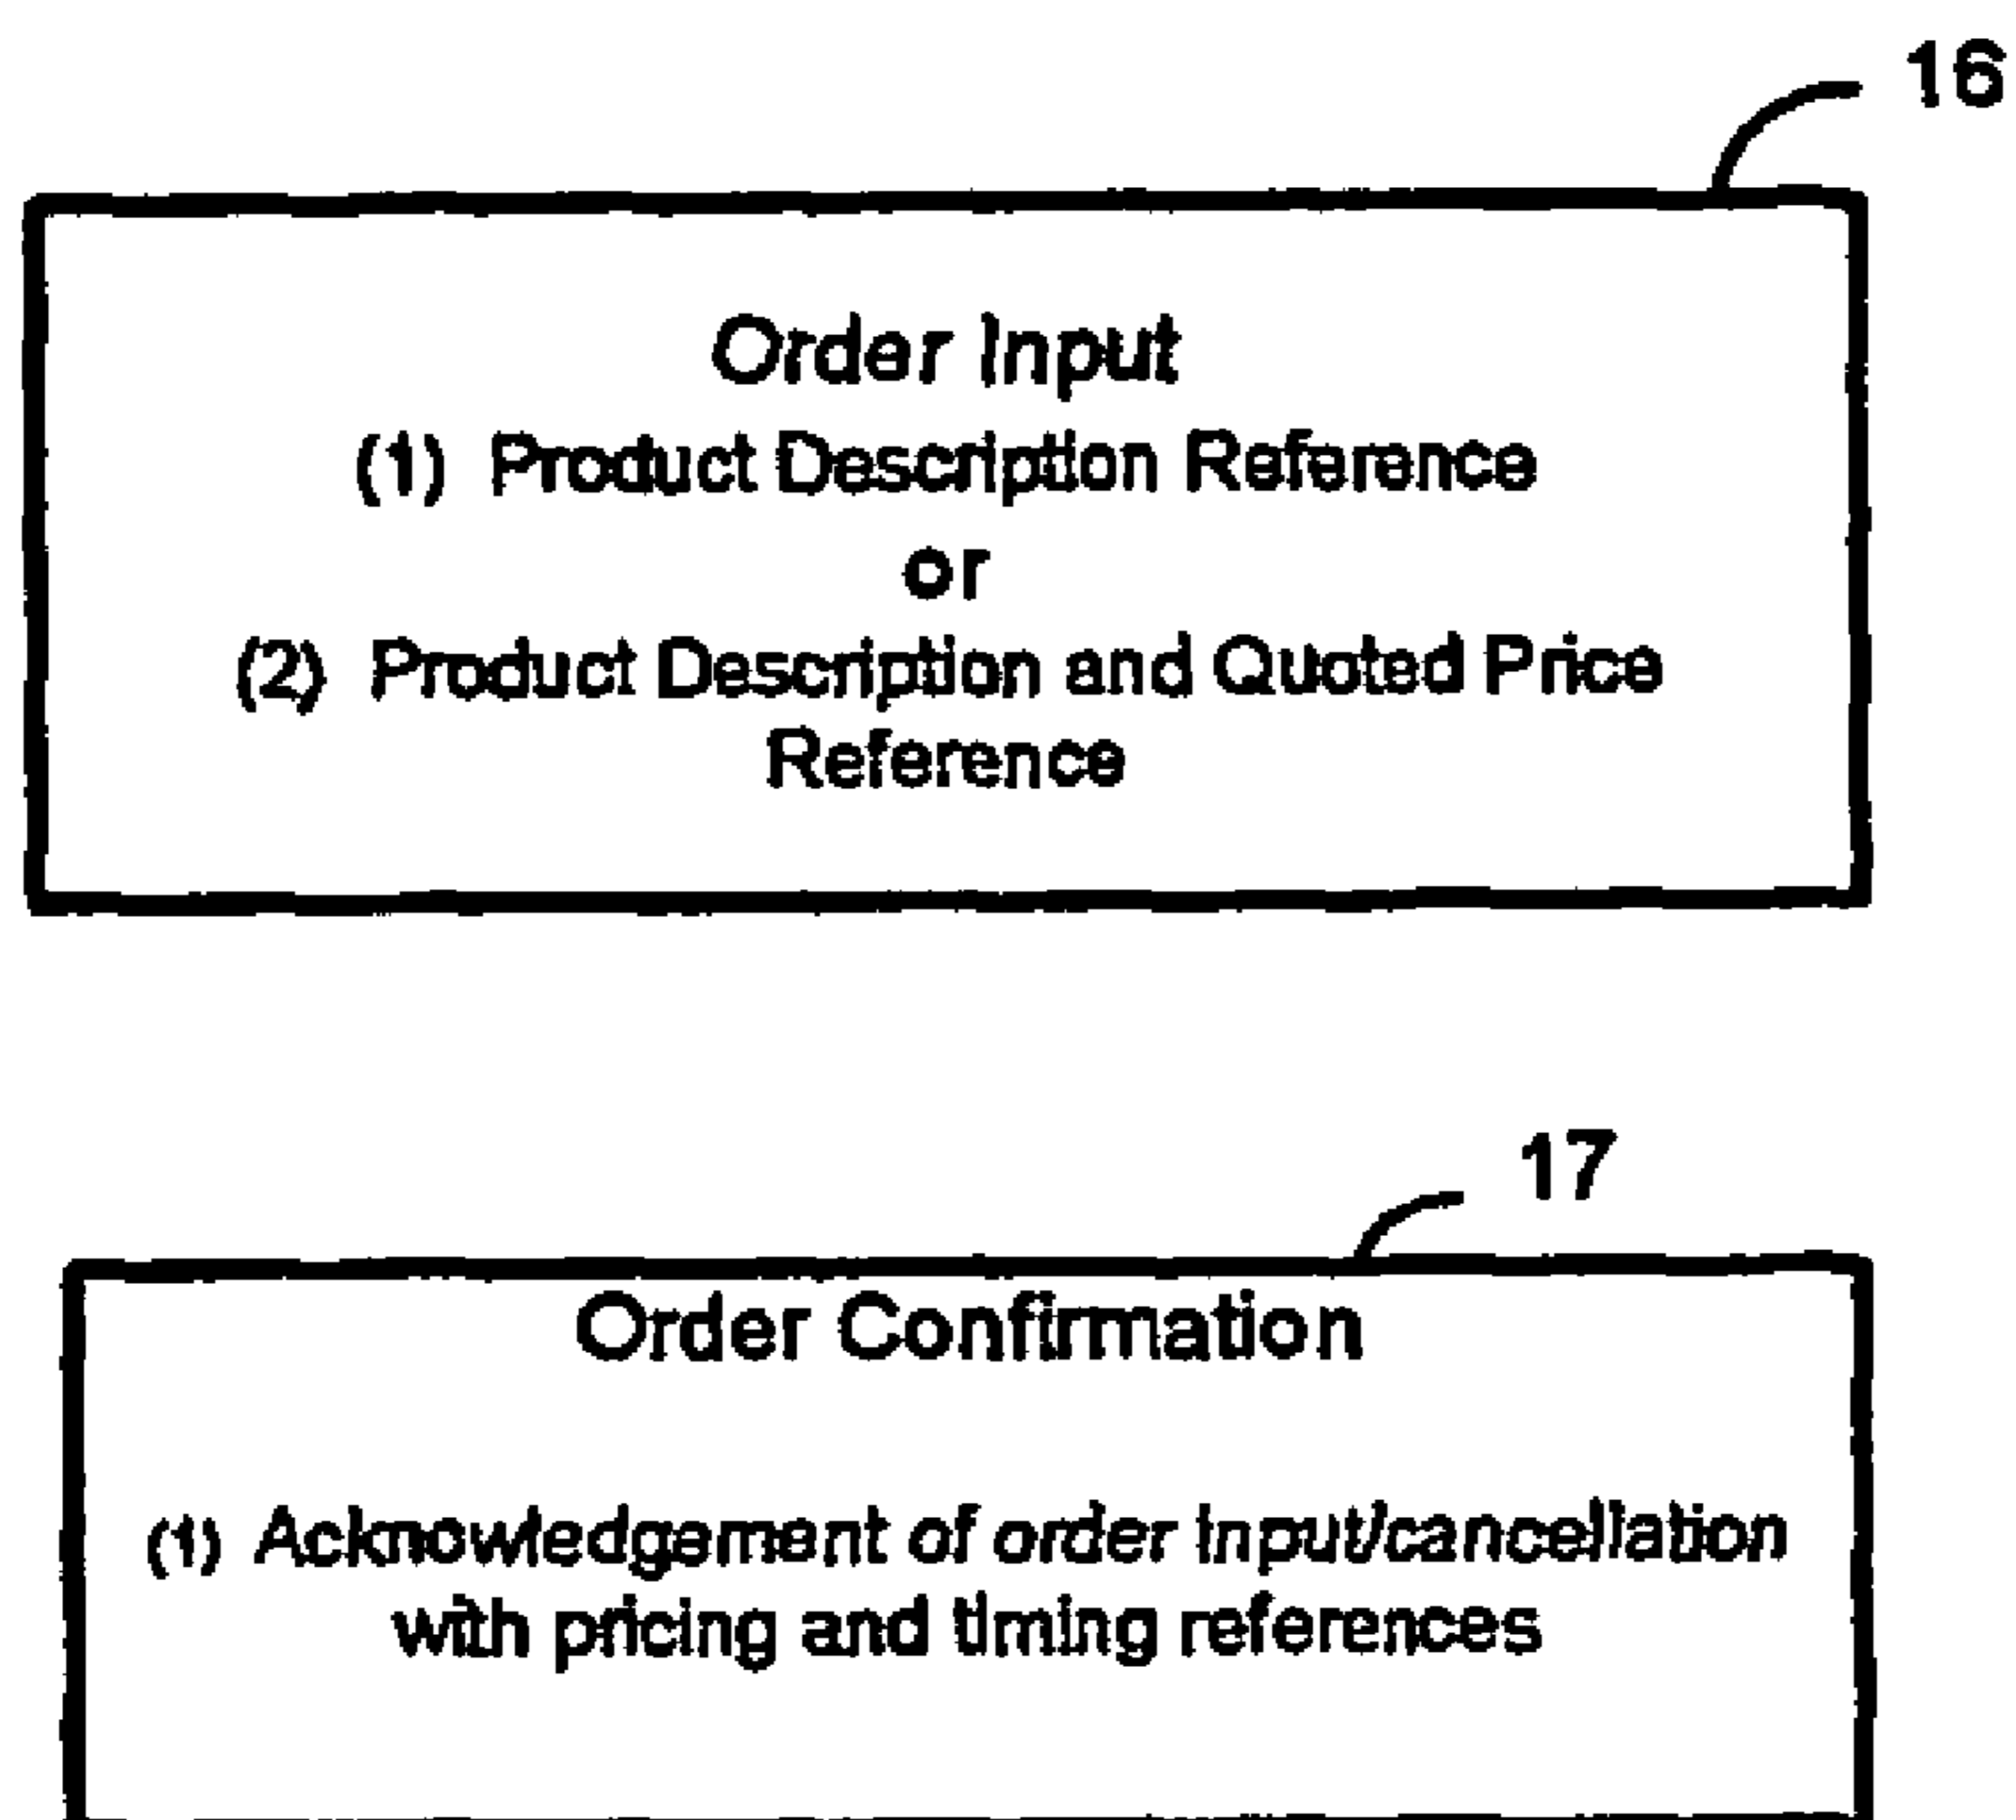 16
Order Input
(1) Product Description Reference
or
(2) Product Description and Quoted Price
Reference
17
Order Confirmation
(1) Acknowledgement of order Input/cancellation
with pricing and timing references